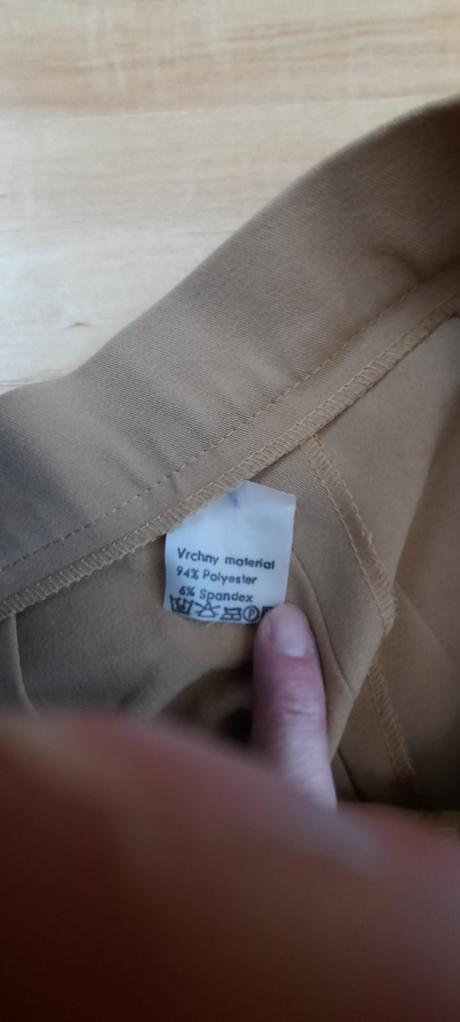 Vrchny material
94% Polyester
6% Spandex
P